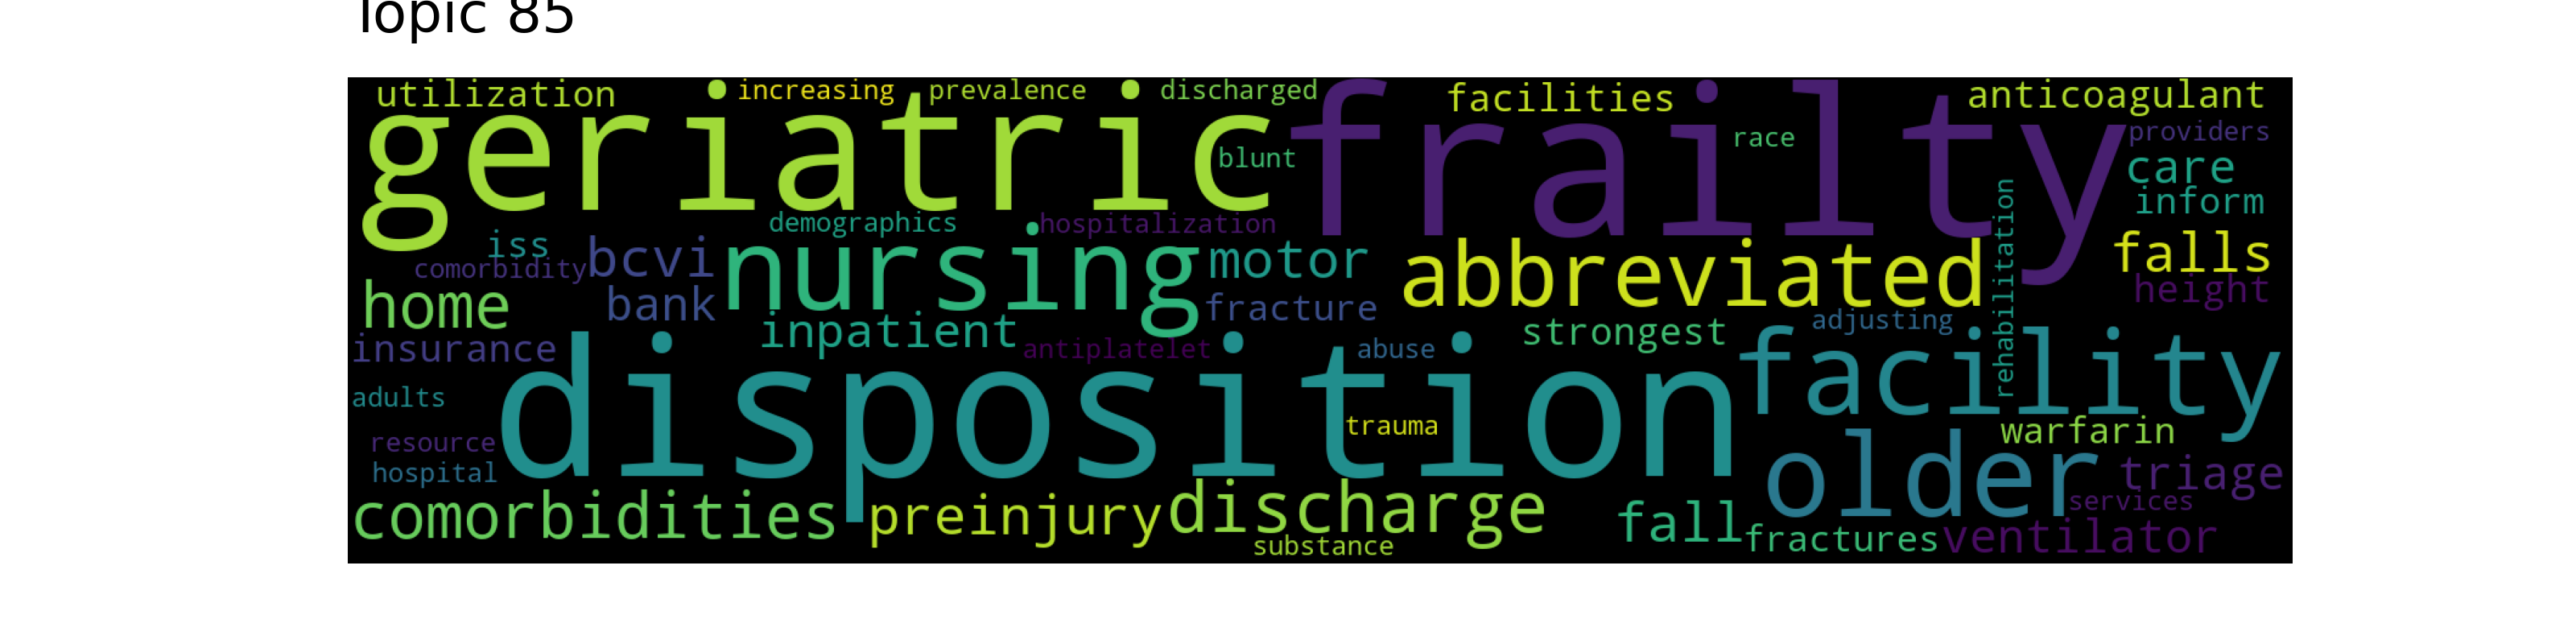 Topic 85
utilization
increasing
prevalence
discharged
facilities
anticoagulant
geriatric
frailty
race
providers
blunt
care
inform
demographics
hospitalization
rehabilitation
iss
comorbidity
bcvi
nursing
motor
abbreviated
falls
height
home
bank
fracture
inpatient
strongest
adjusting
insurance
antiplatelet
abuse
facility
adults
disposition
trauma
warfarin
resource
hospital
older
triage
services
comorbidities
preinjury
discharge
fall
fractures
ventilator
substance